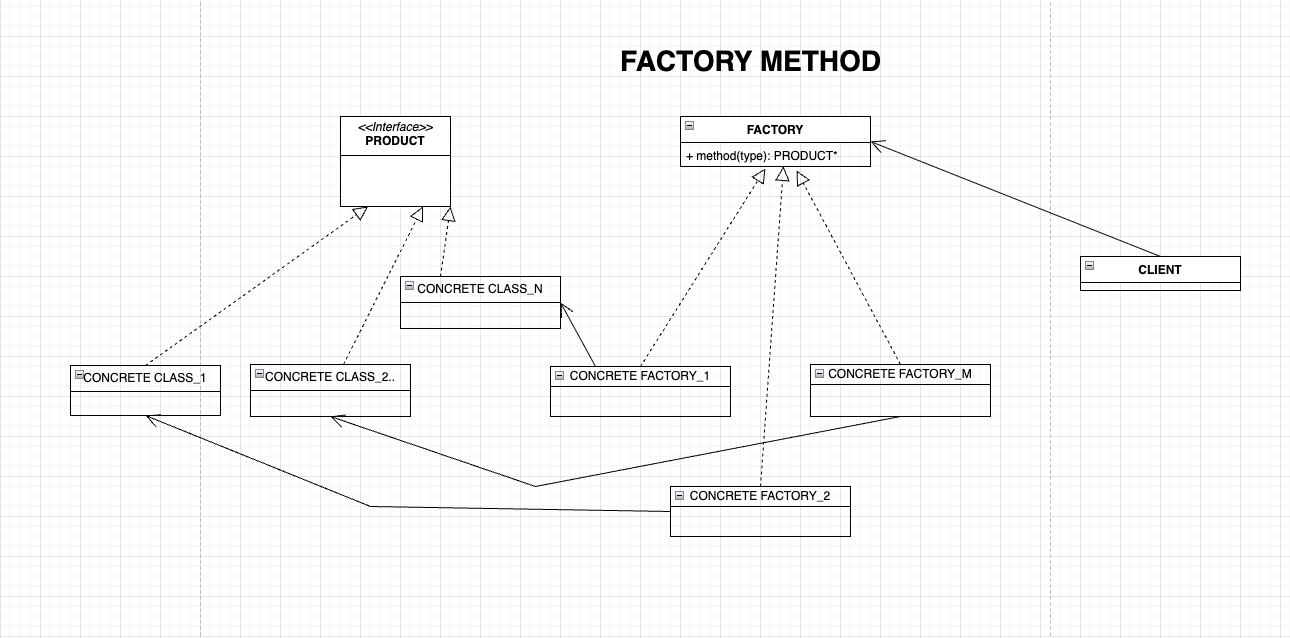 FACTORY METHOD
<<Interface>>
PRODUCT
FACTORY
+ method(type): PRODUCT*
CLIENT
CONCRETE CLASS_N
CONCRETE CLASS_1
CONCRETE CLASS_2..
CONCRETE FACTORY_1
CONCRETE FACTORY_M
CONCRETE FACTORY_2